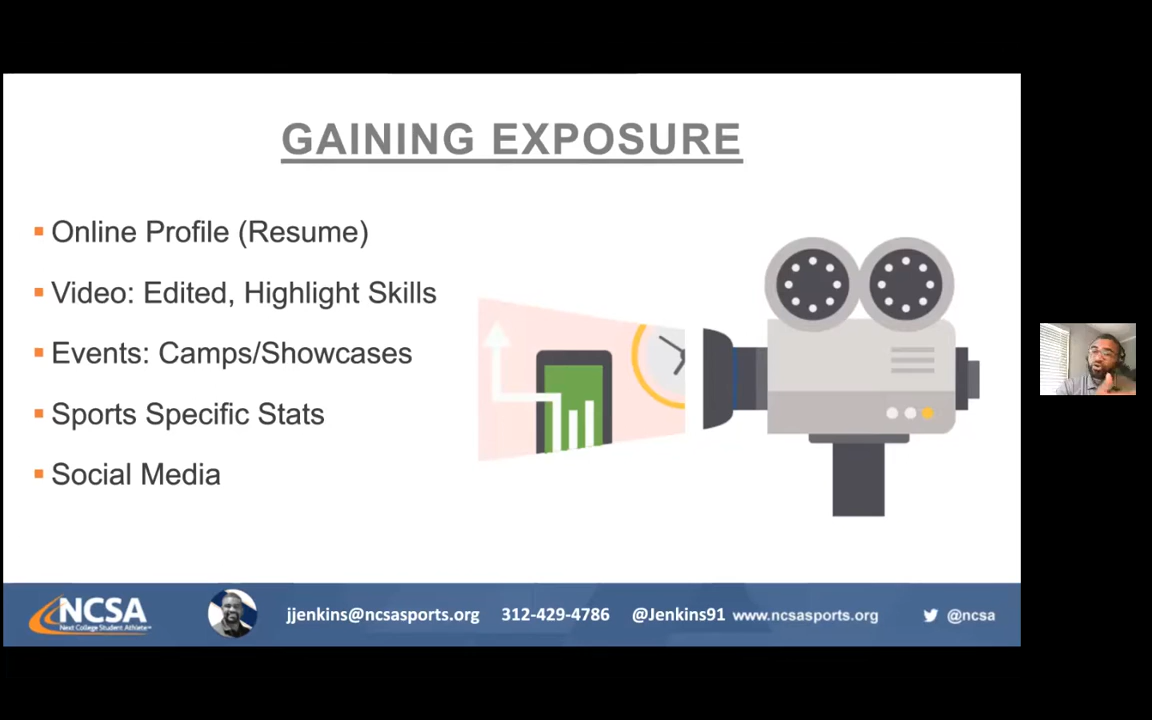 GAINING EXPOSURE
Online Profile (Resume)
Video: Edited, Highlight Skills
Events: Camps/Showcases
Sports Specific Stats
Social Media
NCSA
Next College Student Athlete
jjenkins@ncsasports.org 312-429-4786 @Jenkins91 www.ncsasports.org @ncsa